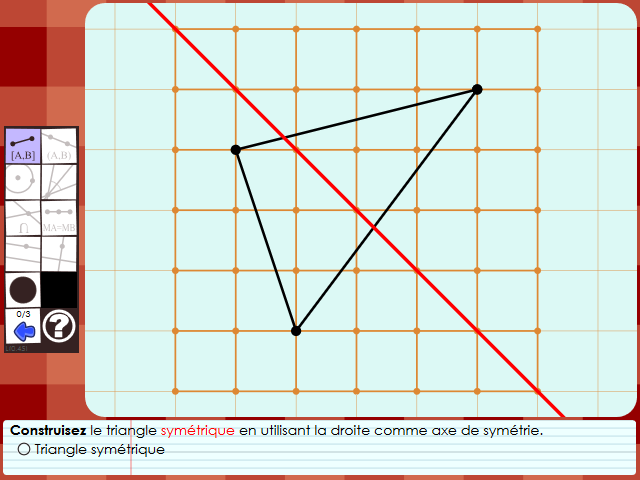 [A,B]
(A,B)
MA=MB
0/3
?
Construisez le triangle symétrique en utilisant la droite comme axe de symétrie.
Triangle symétrique